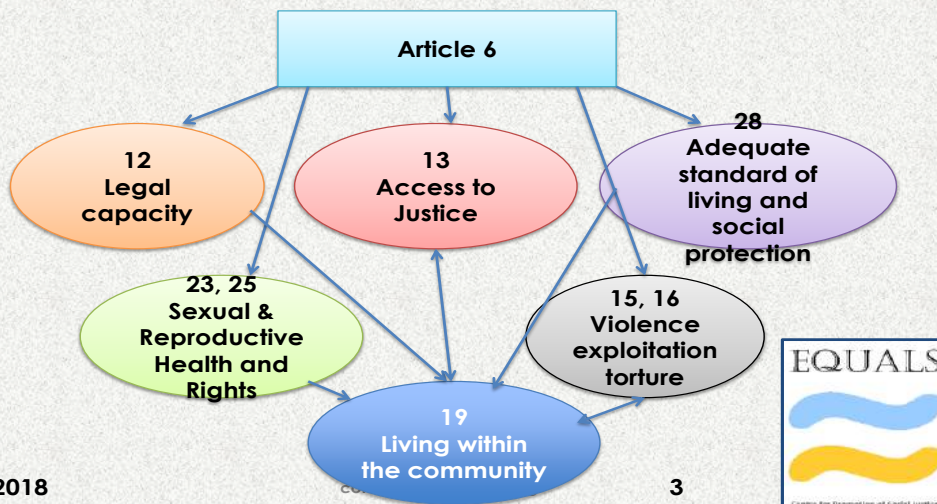 Article 6
12
Legal
capacity
13
Access to
Justice
28
Adequate
standard of
living and
social
protection
23, 25
Sexual &
Reproductive
Health and
Rights
15, 16
Violence
exploitation
torture
19
Living within
the community
EQUALS
2018
3